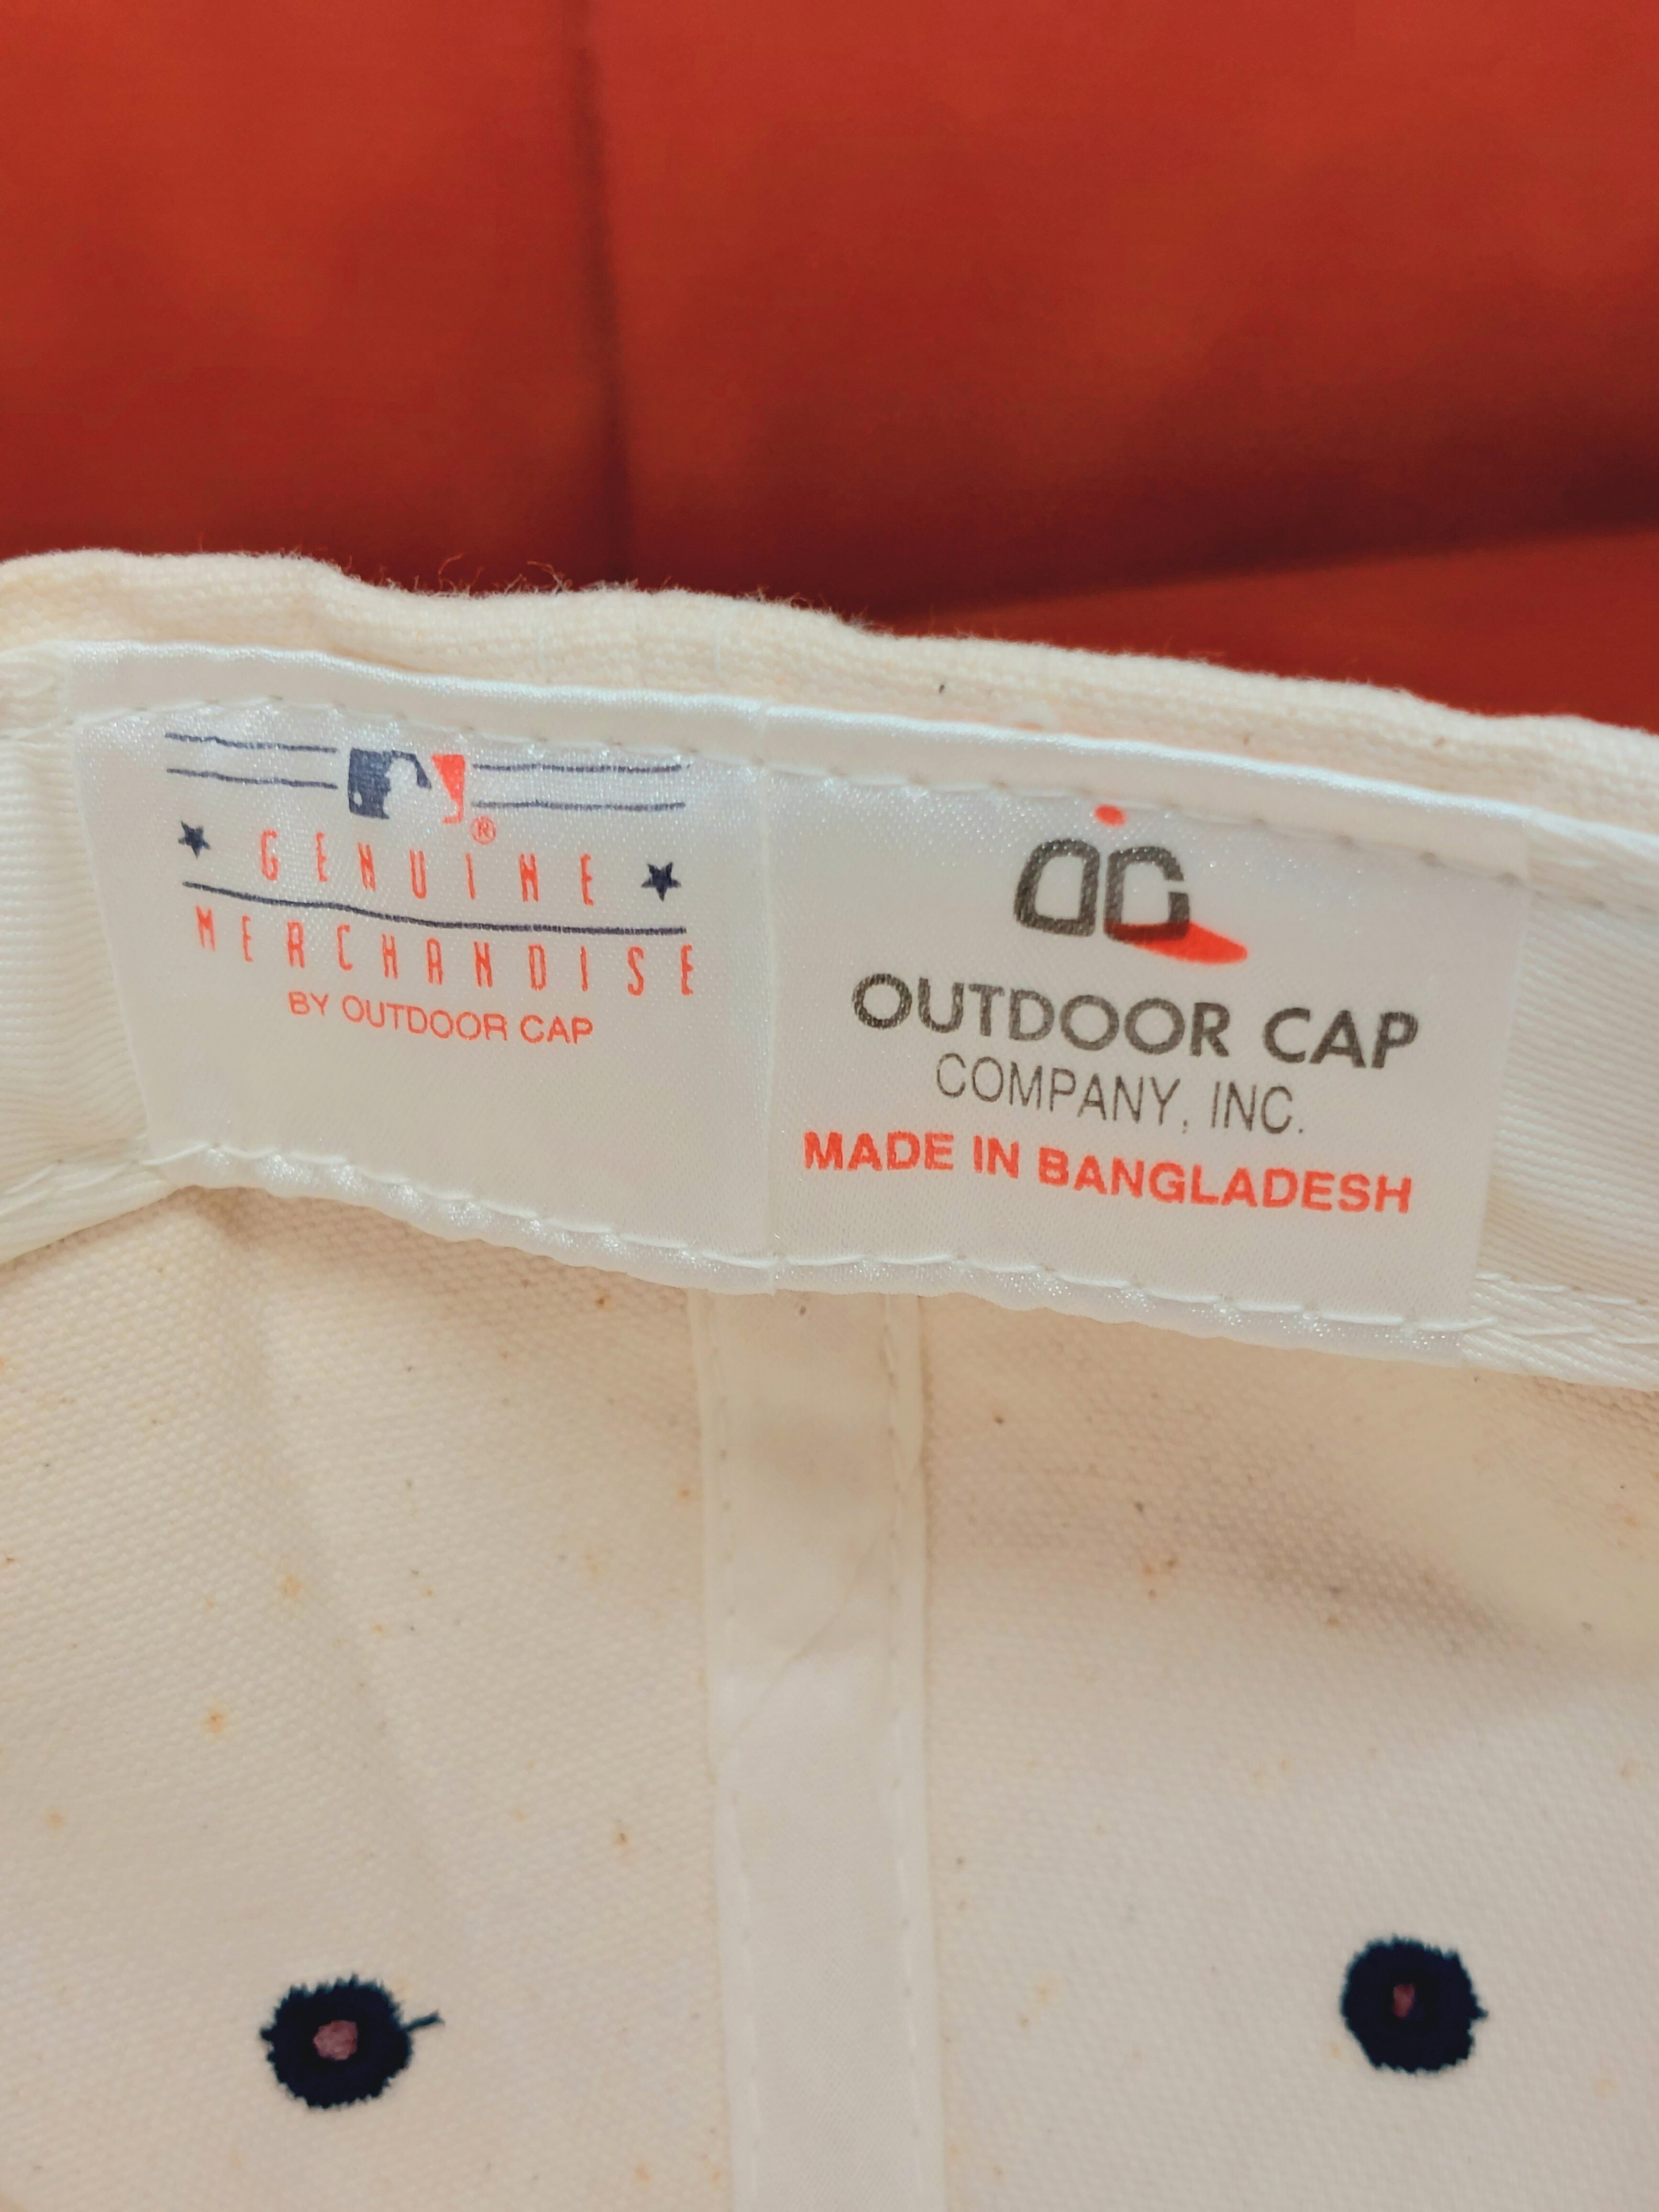 ®
GENUINE
MERCHANDISE
BY OUTDOOR CAP
OC
OUTDOOR CAP
COMPANY, INC.
MADE IN BANGLADESH